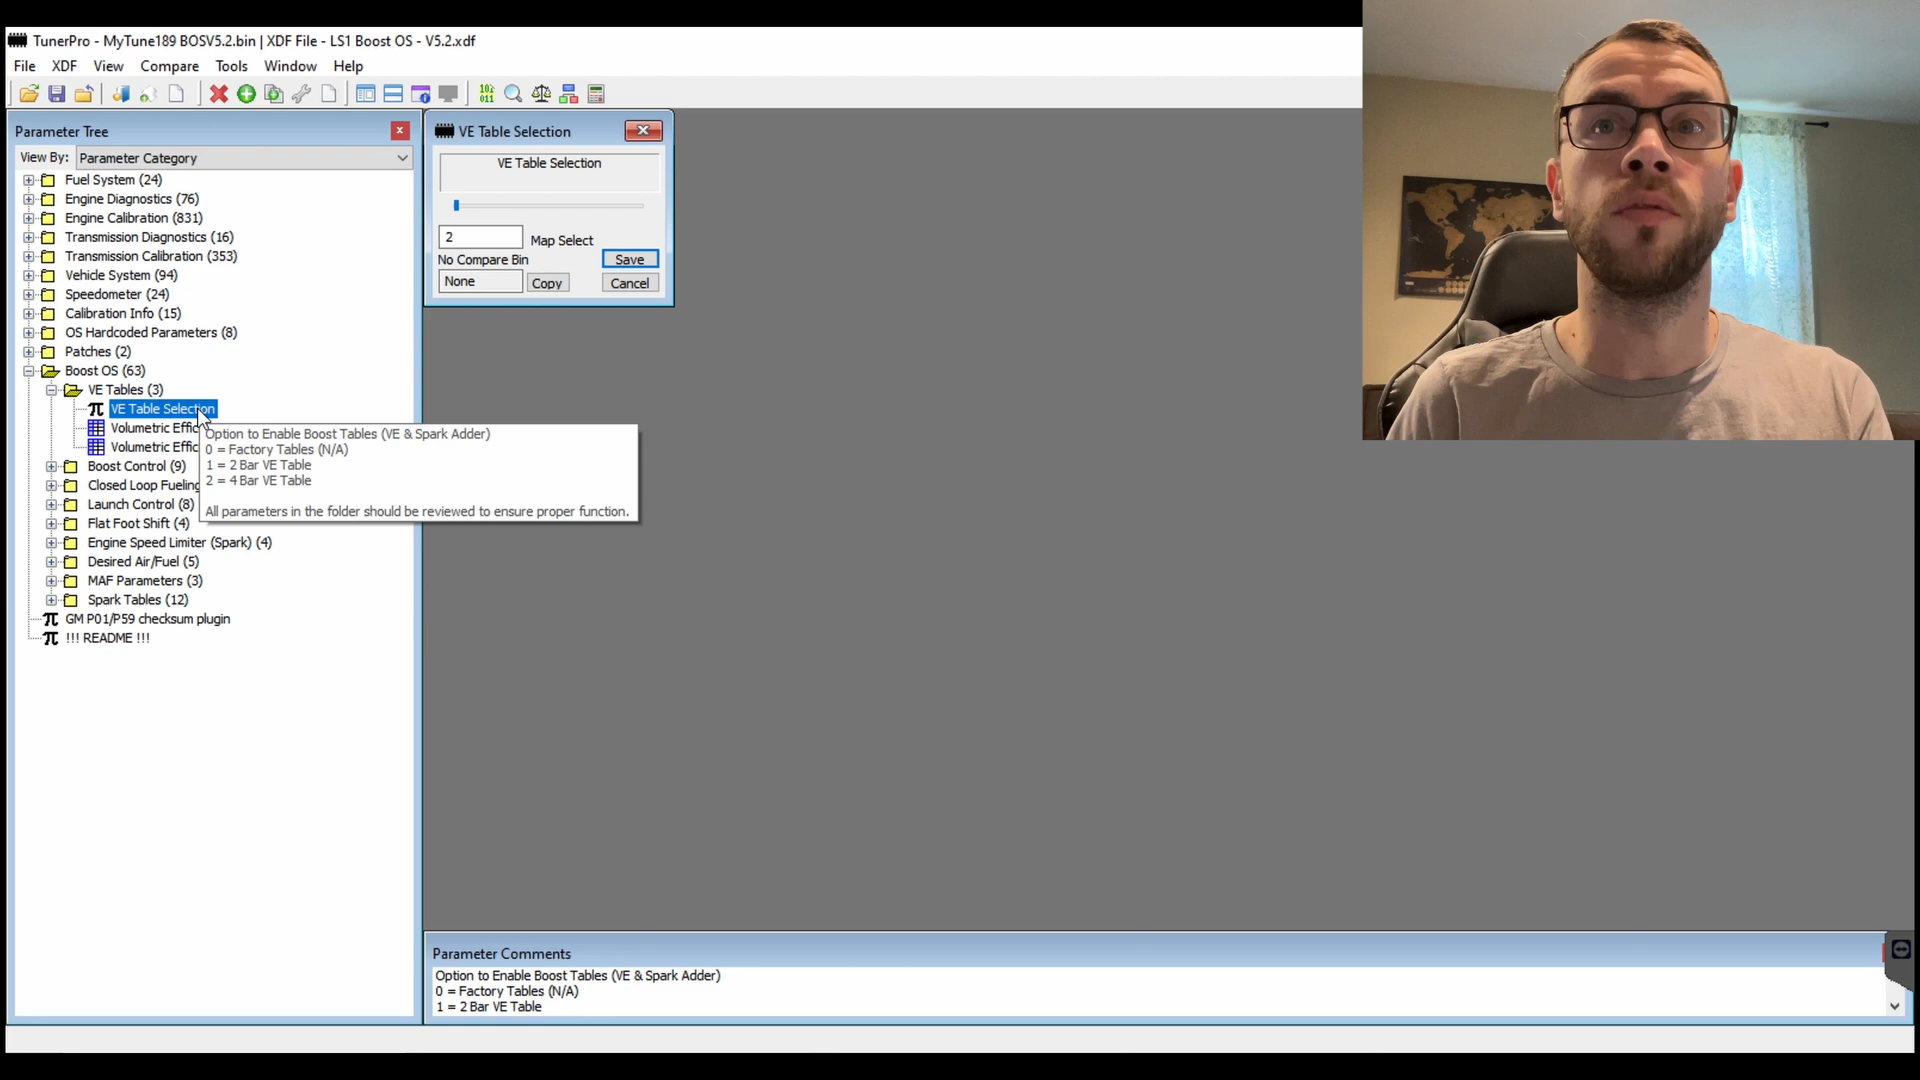 TunerPro - MyTune189 BOSV5.2.bin | XDF File - LS1 Boost OS - V5.2.xdf
File XDF View Compare Tools Window Help
Parameter Tree
View By: Parameter Category
Fuel System (24)
Engine Diagnostics (76)
Engine Calibration (831)
Transmission Diagnostics (16)
Transmission Calibration (353)
Vehicle System (94)
Speedometer (24)
Calibration Info (15)
OS Hardcoded Parameters (8)
Patches (2)
Boost OS (63)
VE Tables (3)
VE Table Selection
Volumetric Effic
Volumetric Effic
Boost Control (9)
Closed Loop Fueling
Launch Control (8)
Flat Foot Shift (4)
Engine Speed Limiter (Spark) (4)
Desired Air/Fuel (5)
MAF Parameters (3)
Spark Tables (12)
GM P01/P59 checksum plugin
!!! README !!!
VE Table Selection
VE Table Selection
2 Map Select
No Compare Bin Save
None Copy Cancel
Option to Enable Boost Tables (VE & Spark Adder)
0 = Factory Tables (N/A)
1 = 2 Bar VE Table
2 = 4 Bar VE Table
All parameters in the folder should be reviewed to ensure proper function.
Parameter Comments
Option to Enable Boost Tables (VE & Spark Adder)
0 = Factory Tables (N/A)
1 = 2 Bar VE Table